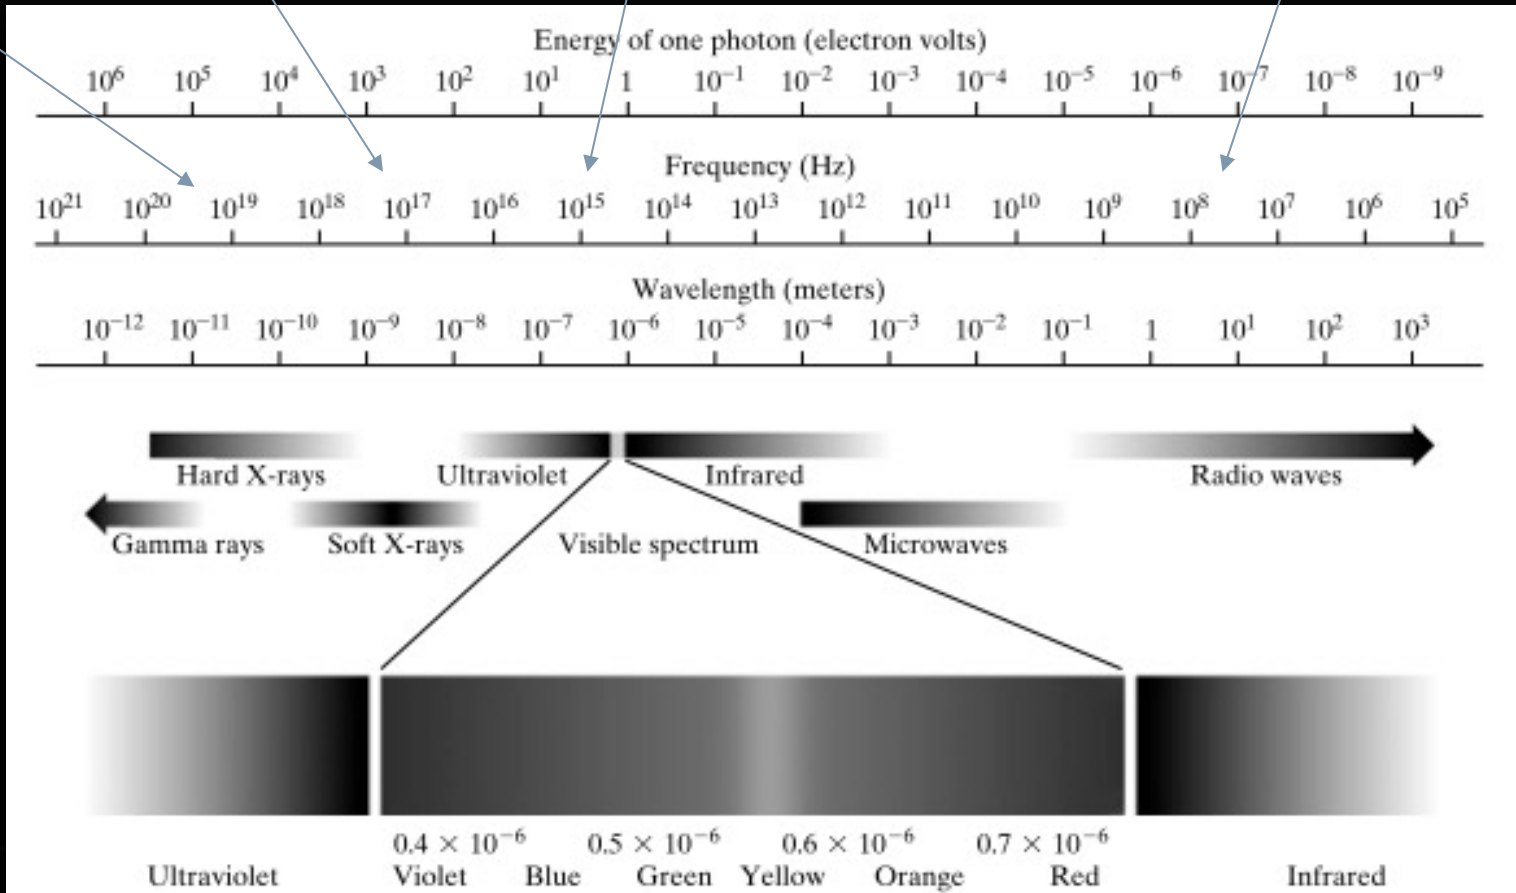 Energy of one photon (electron volts)
10⁶ 10⁵ 10⁴ 10³ 10² 10¹ 1 10⁻¹ 10⁻² 10⁻³ 10⁻⁴ 10⁻⁵ 10⁻⁶ 10⁻⁷ 10⁻⁸ 10⁻⁹
Frequency (Hz)
10²¹ 10²⁰ 10¹⁹ 10¹⁸ 10¹⁷ 10¹⁶ 10¹⁵ 10¹⁴ 10¹³ 10¹² 10¹¹ 10¹⁰ 10⁹ 10⁸ 10⁷ 10⁶ 10⁵
Wavelength (meters)
10⁻¹² 10⁻¹¹ 10⁻¹⁰ 10⁻⁹ 10⁻⁸ 10⁻⁷ 10⁻⁶ 10⁻⁵ 10⁻⁴ 10⁻³ 10⁻² 10⁻¹ 1 10¹ 10² 10³
Hard X-rays Ultraviolet Infrared Radio waves
Gamma rays Soft X-rays Visible spectrum Microwaves
0.4 × 10⁻⁶ 0.5 × 10⁻⁶ 0.6 × 10⁻⁶ 0.7 × 10⁻⁶
Ultraviolet Violet Blue Green Yellow Orange Red Infrared